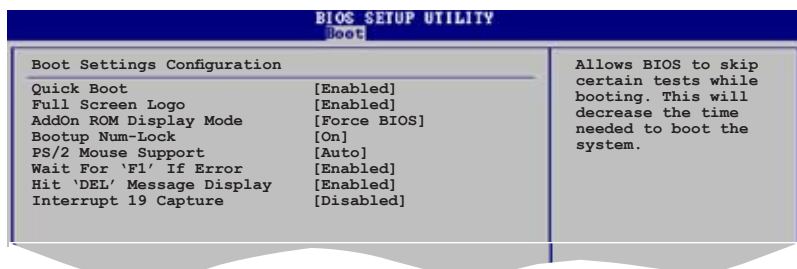 BIOS SETUP UTILITY
Boot
Boot Settings Configuration
Quick Boot [Enabled]
Full Screen Logo [Enabled]
AddOn ROM Display Mode [Force BIOS]
Bootup Num-Lock [On]
PS/2 Mouse Support [Auto]
Wait For ‘F1’ If Error [Enabled]
Hit ‘DEL’ Message Display [Enabled]
Interrupt 19 Capture [Disabled]
Allows BIOS to skip
certain tests while
booting. This will
decrease the time
needed to boot the
system.